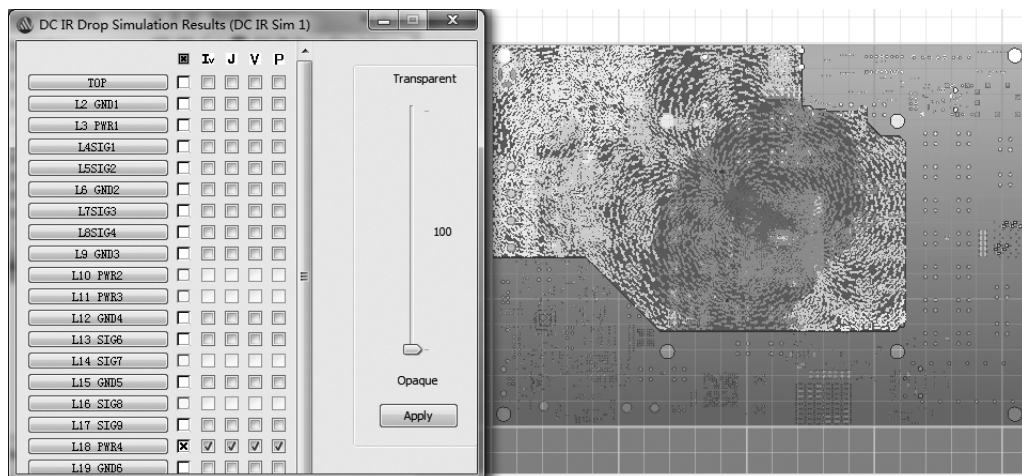 DC IR Drop Simulation Results (DC IR Sim 1)
Iv J V P
TOP
L2 GND1
L3 PWR1
L4SIG1
L5SIG2
L6 GND2
L7SIG3
L8SIG4
L9 GND3
L10 PWR2
L11 PWR3
L12 GND4
L13 SIG6
L14 SIG7
L15 GND5
L16 SIG8
L17 SIG9
L18 PWR4
L19 GND6
Transparent
100
Opaque
Apply